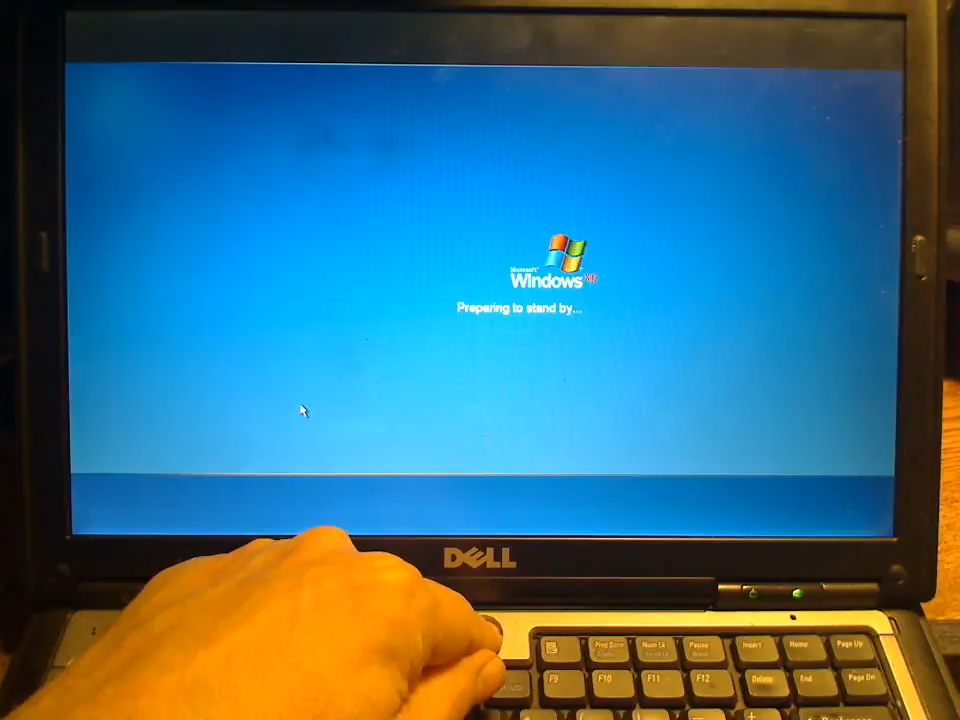 Microsoft
Windows xp
Preparing to stand by...
DELL
Prnt Scrn
Num Lk
Pause
Insert
Home
Page Up
F9
F10
F11
F12
Delete
End
Page Dn